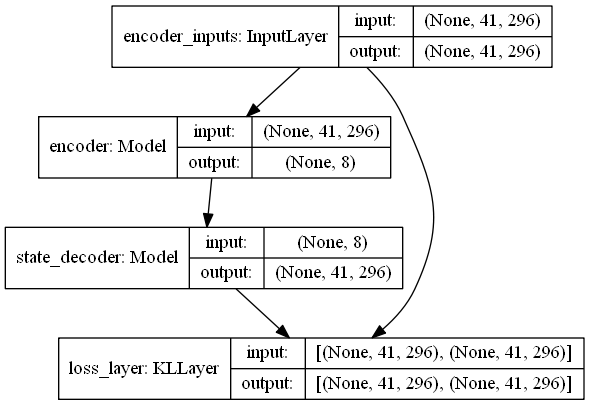 encoder_inputs: InputLayer
input: (None, 41, 296)
output: (None, 41, 296)
encoder: Model
input: (None, 41, 296)
output: (None, 8)
state_decoder: Model
input: (None, 8)
output: (None, 41, 296)
loss_layer: KLLayer
input: [(None, 41, 296), (None, 41, 296)]
output: [(None, 41, 296), (None, 41, 296)]